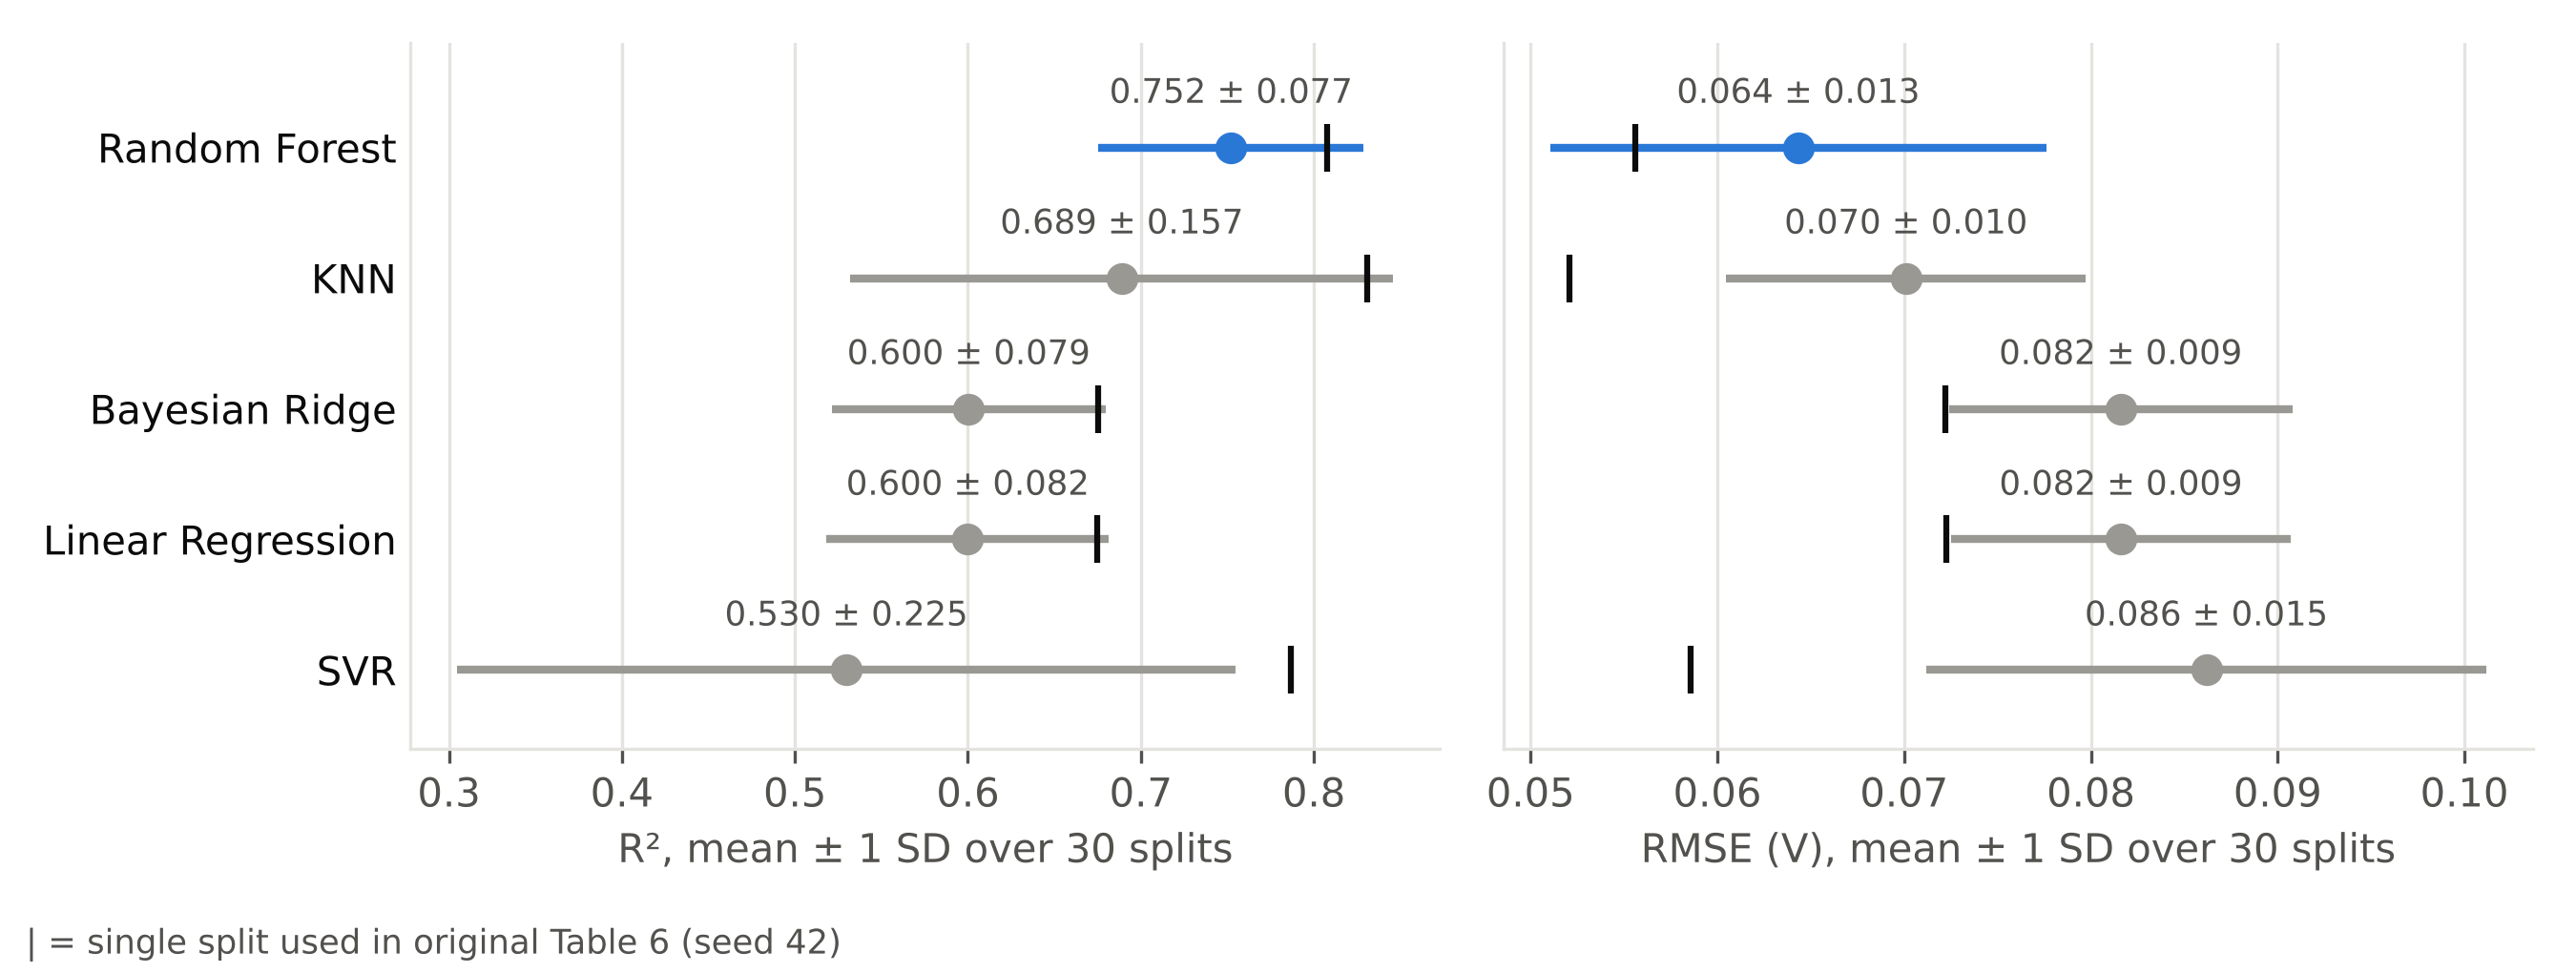 0.752 ± 0.077
0.064 ± 0.013
Random Forest
0.689 ± 0.157
0.070 ± 0.010
KNN
0.600 ± 0.079
0.082 ± 0.009
Bayesian Ridge
0.600 ± 0.082
0.082 ± 0.009
Linear Regression
0.530 ± 0.225
0.086 ± 0.015
SVR
0.3 0.4 0.5 0.6 0.7 0.8
0.05 0.06 0.07 0.08 0.09 0.10
R², mean ± 1 SD over 30 splits
RMSE (V), mean ± 1 SD over 30 splits
| = single split used in original Table 6 (seed 42)